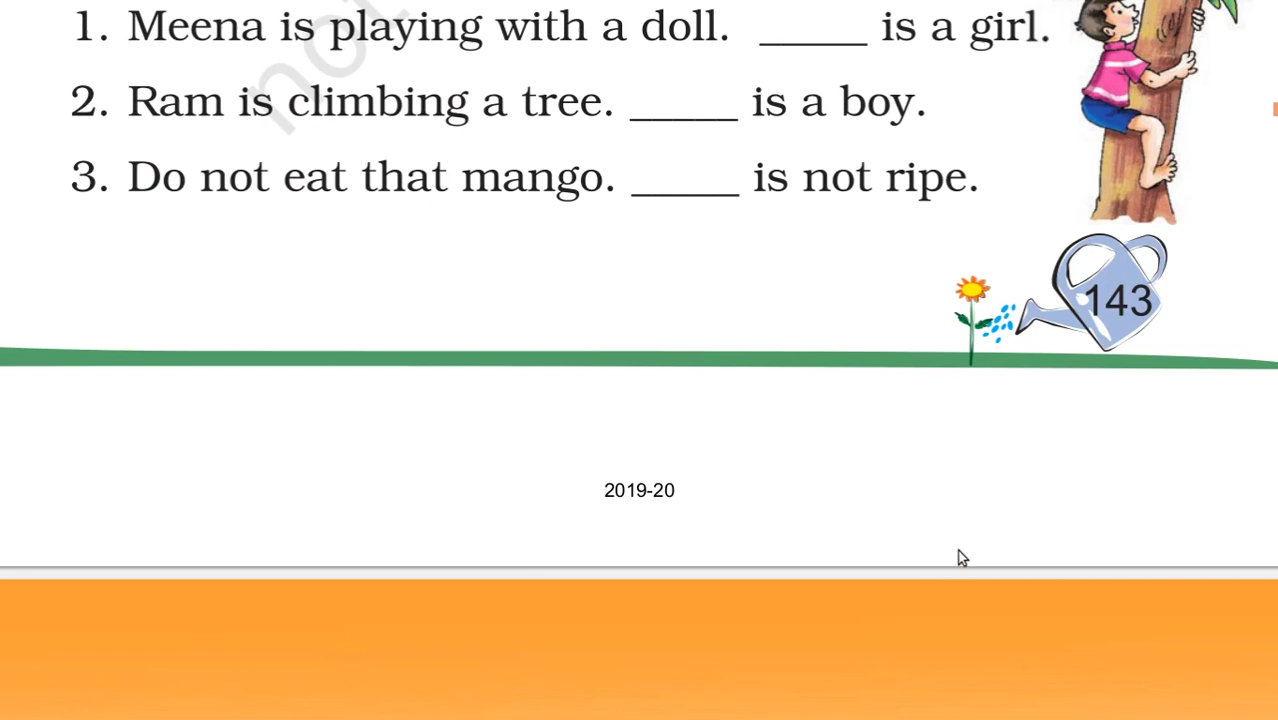 1. Meena is playing with a doll. _____ is a girl.
2. Ram is climbing a tree. _____ is a boy.
3. Do not eat that mango. _____ is not ripe.
143
2019-20